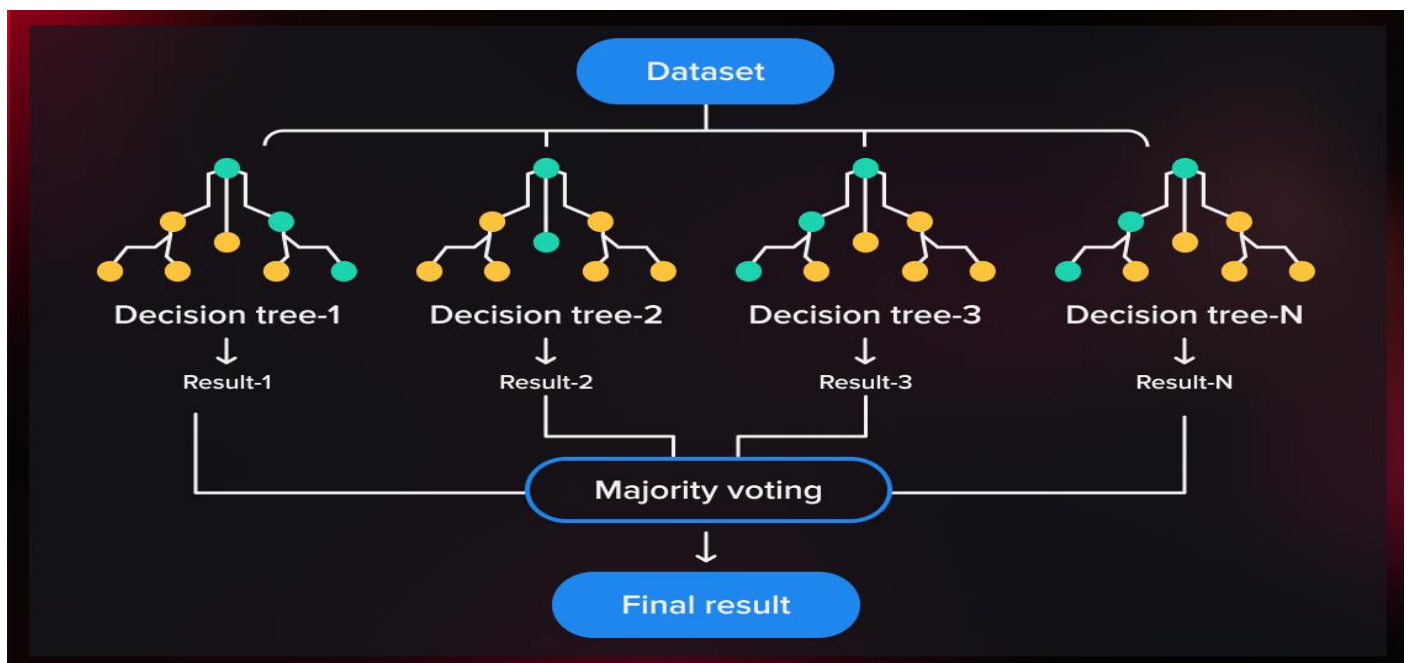 Dataset
Decision tree-1
Decision tree-2
Decision tree-3
Decision tree-N
Result-1
Result-2
Result-3
Result-N
Majority voting
Final result